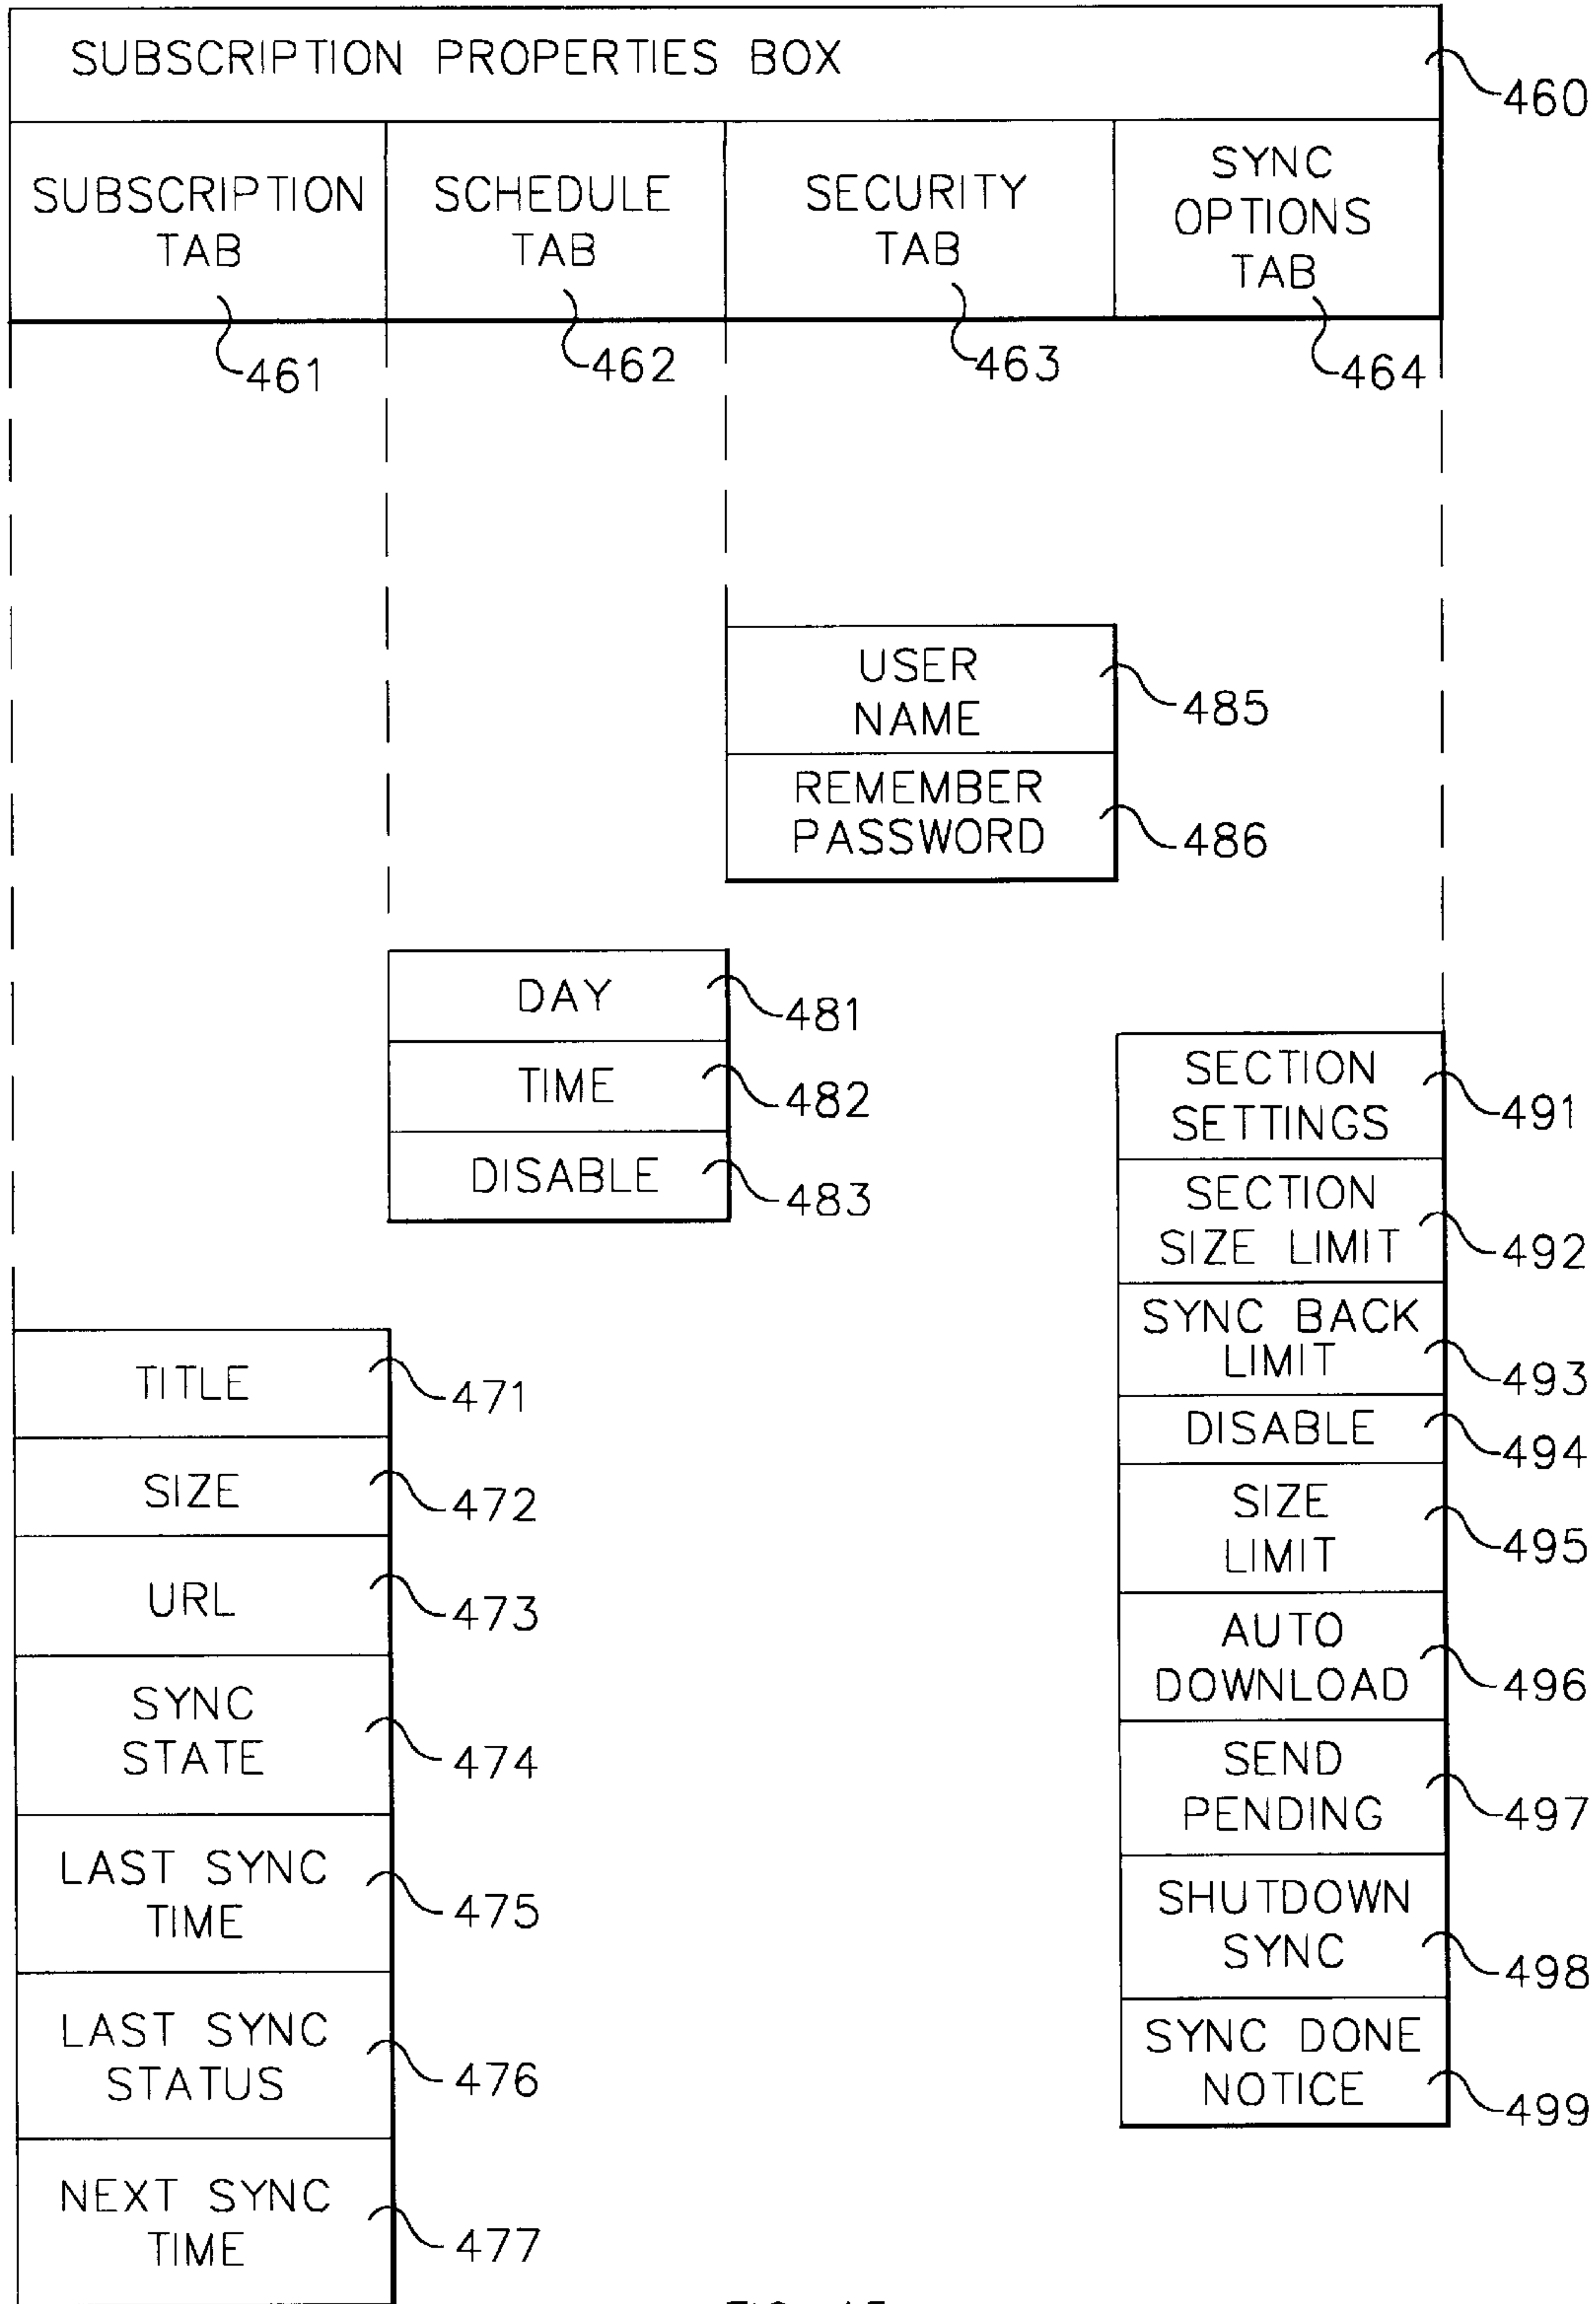 SUBSCRIPTION PROPERTIES BOX
460
SUBSCRIPTION
TAB
461
SCHEDULE
TAB
462
SECURITY
TAB
463
SYNC
OPTIONS
TAB
464
USER
NAME
485
REMEMBER
PASSWORD
486
DAY
481
TIME
482
DISABLE
483
SECTION
SETTINGS
491
SECTION
SIZE LIMIT
492
SYNC BACK
LIMIT
493
DISABLE
494
SIZE
LIMIT
495
AUTO
DOWNLOAD
496
SEND
PENDING
497
SHUTDOWN
SYNC
498
SYNC DONE
NOTICE
499
TITLE
471
SIZE
472
URL
473
SYNC
STATE
474
LAST SYNC
TIME
475
LAST SYNC
STATUS
476
NEXT SYNC
TIME
477